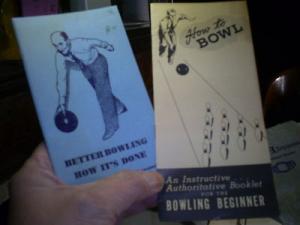 BETTER BOWLING
HOW IT'S DONE
How to
BOWL
An Instructive
Authoritative Booklet
FOR THE
BOWLING BEGINNER